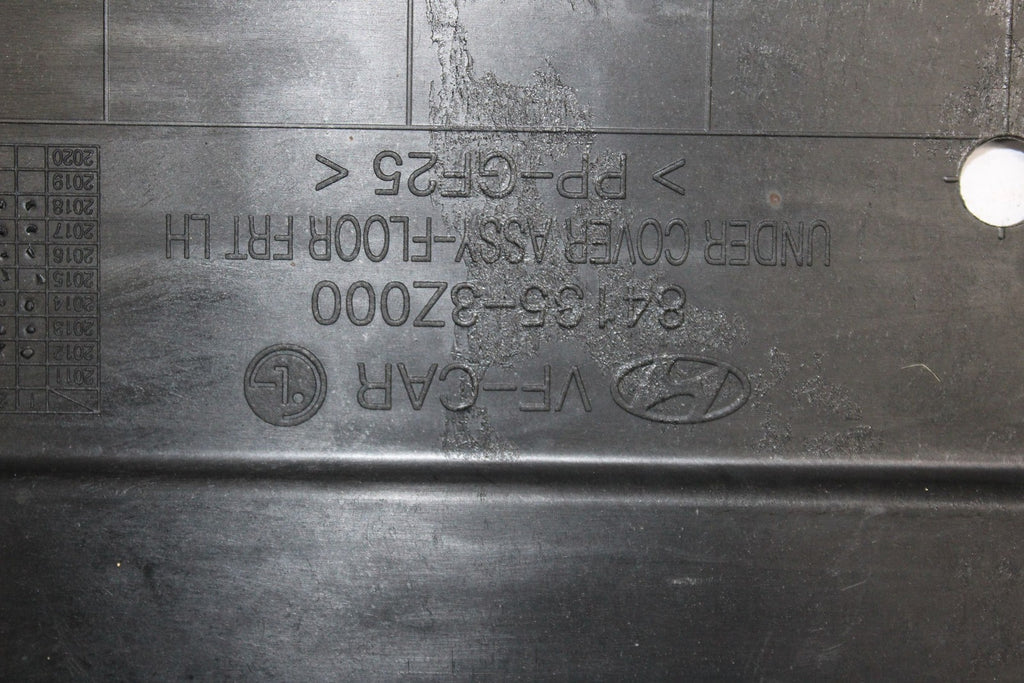 VF-CAR
84135-3Z000
UNDER COVER ASSY-FLOOR FRT LH
> PP-GF25 <
2011
2012
2013
2014
2015
2016
2017
2018
2019
2020